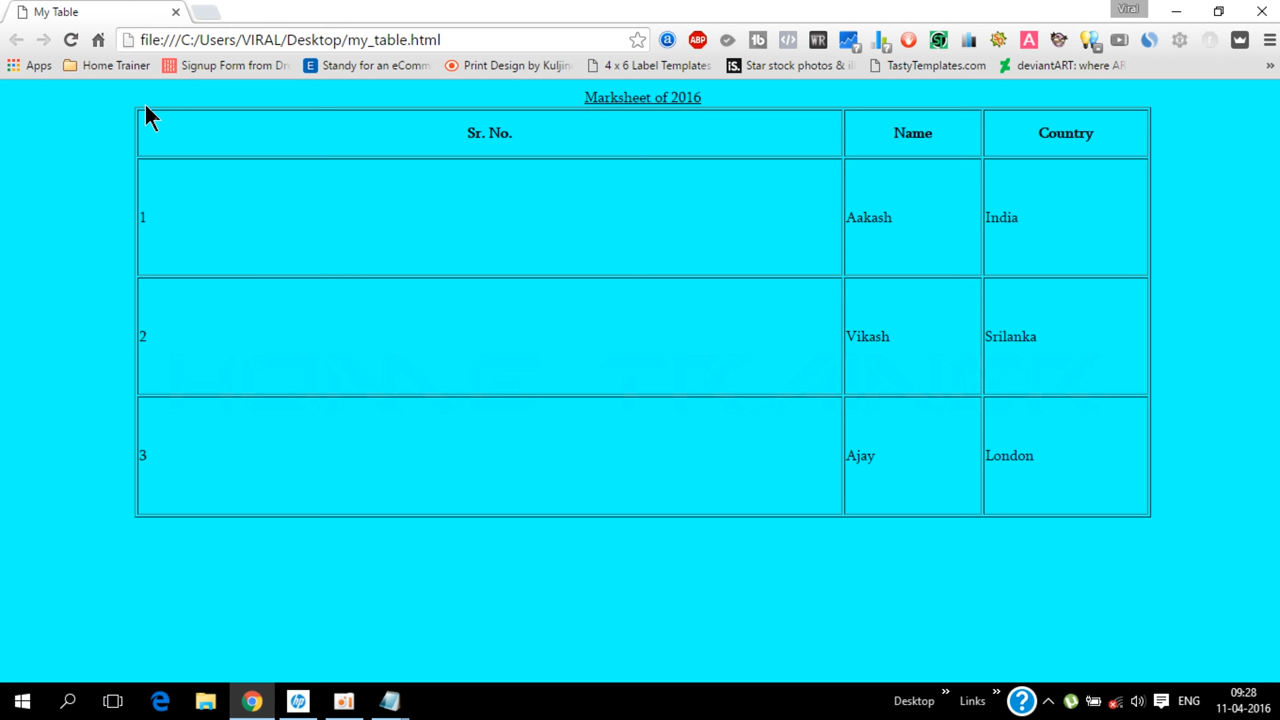 My Table
Viral
file:///C:/Users/VIRAL/Desktop/my_table.html
Apps Home Trainer Signup Form from Dr Standy for an eComm Print Design by Kuljin 4 x 6 Label Templates Star stock photos & ill TastyTemplates.com deviantART: where AR
Marksheet of 2016
Sr. No. Name Country
1 Aakash India
2 Vikash Srilanka
HOME TRAINER
3 Ajay London
Desktop » Links » ENG 09:28
11-04-2016